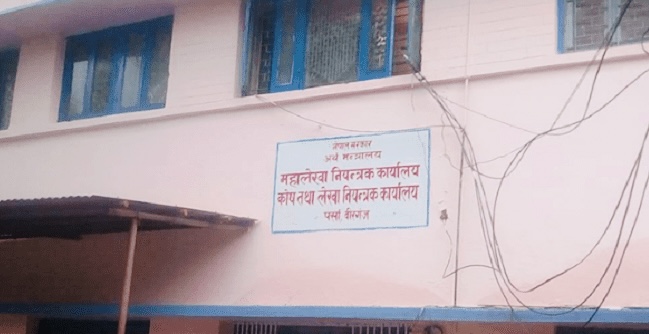 नेपाल सरकार
अर्थ मन्त्रालय
महालेखा नियन्त्रक कार्यालय
कोष तथा लेखा नियन्त्रक कार्यालय
पर्सा वीरगंज